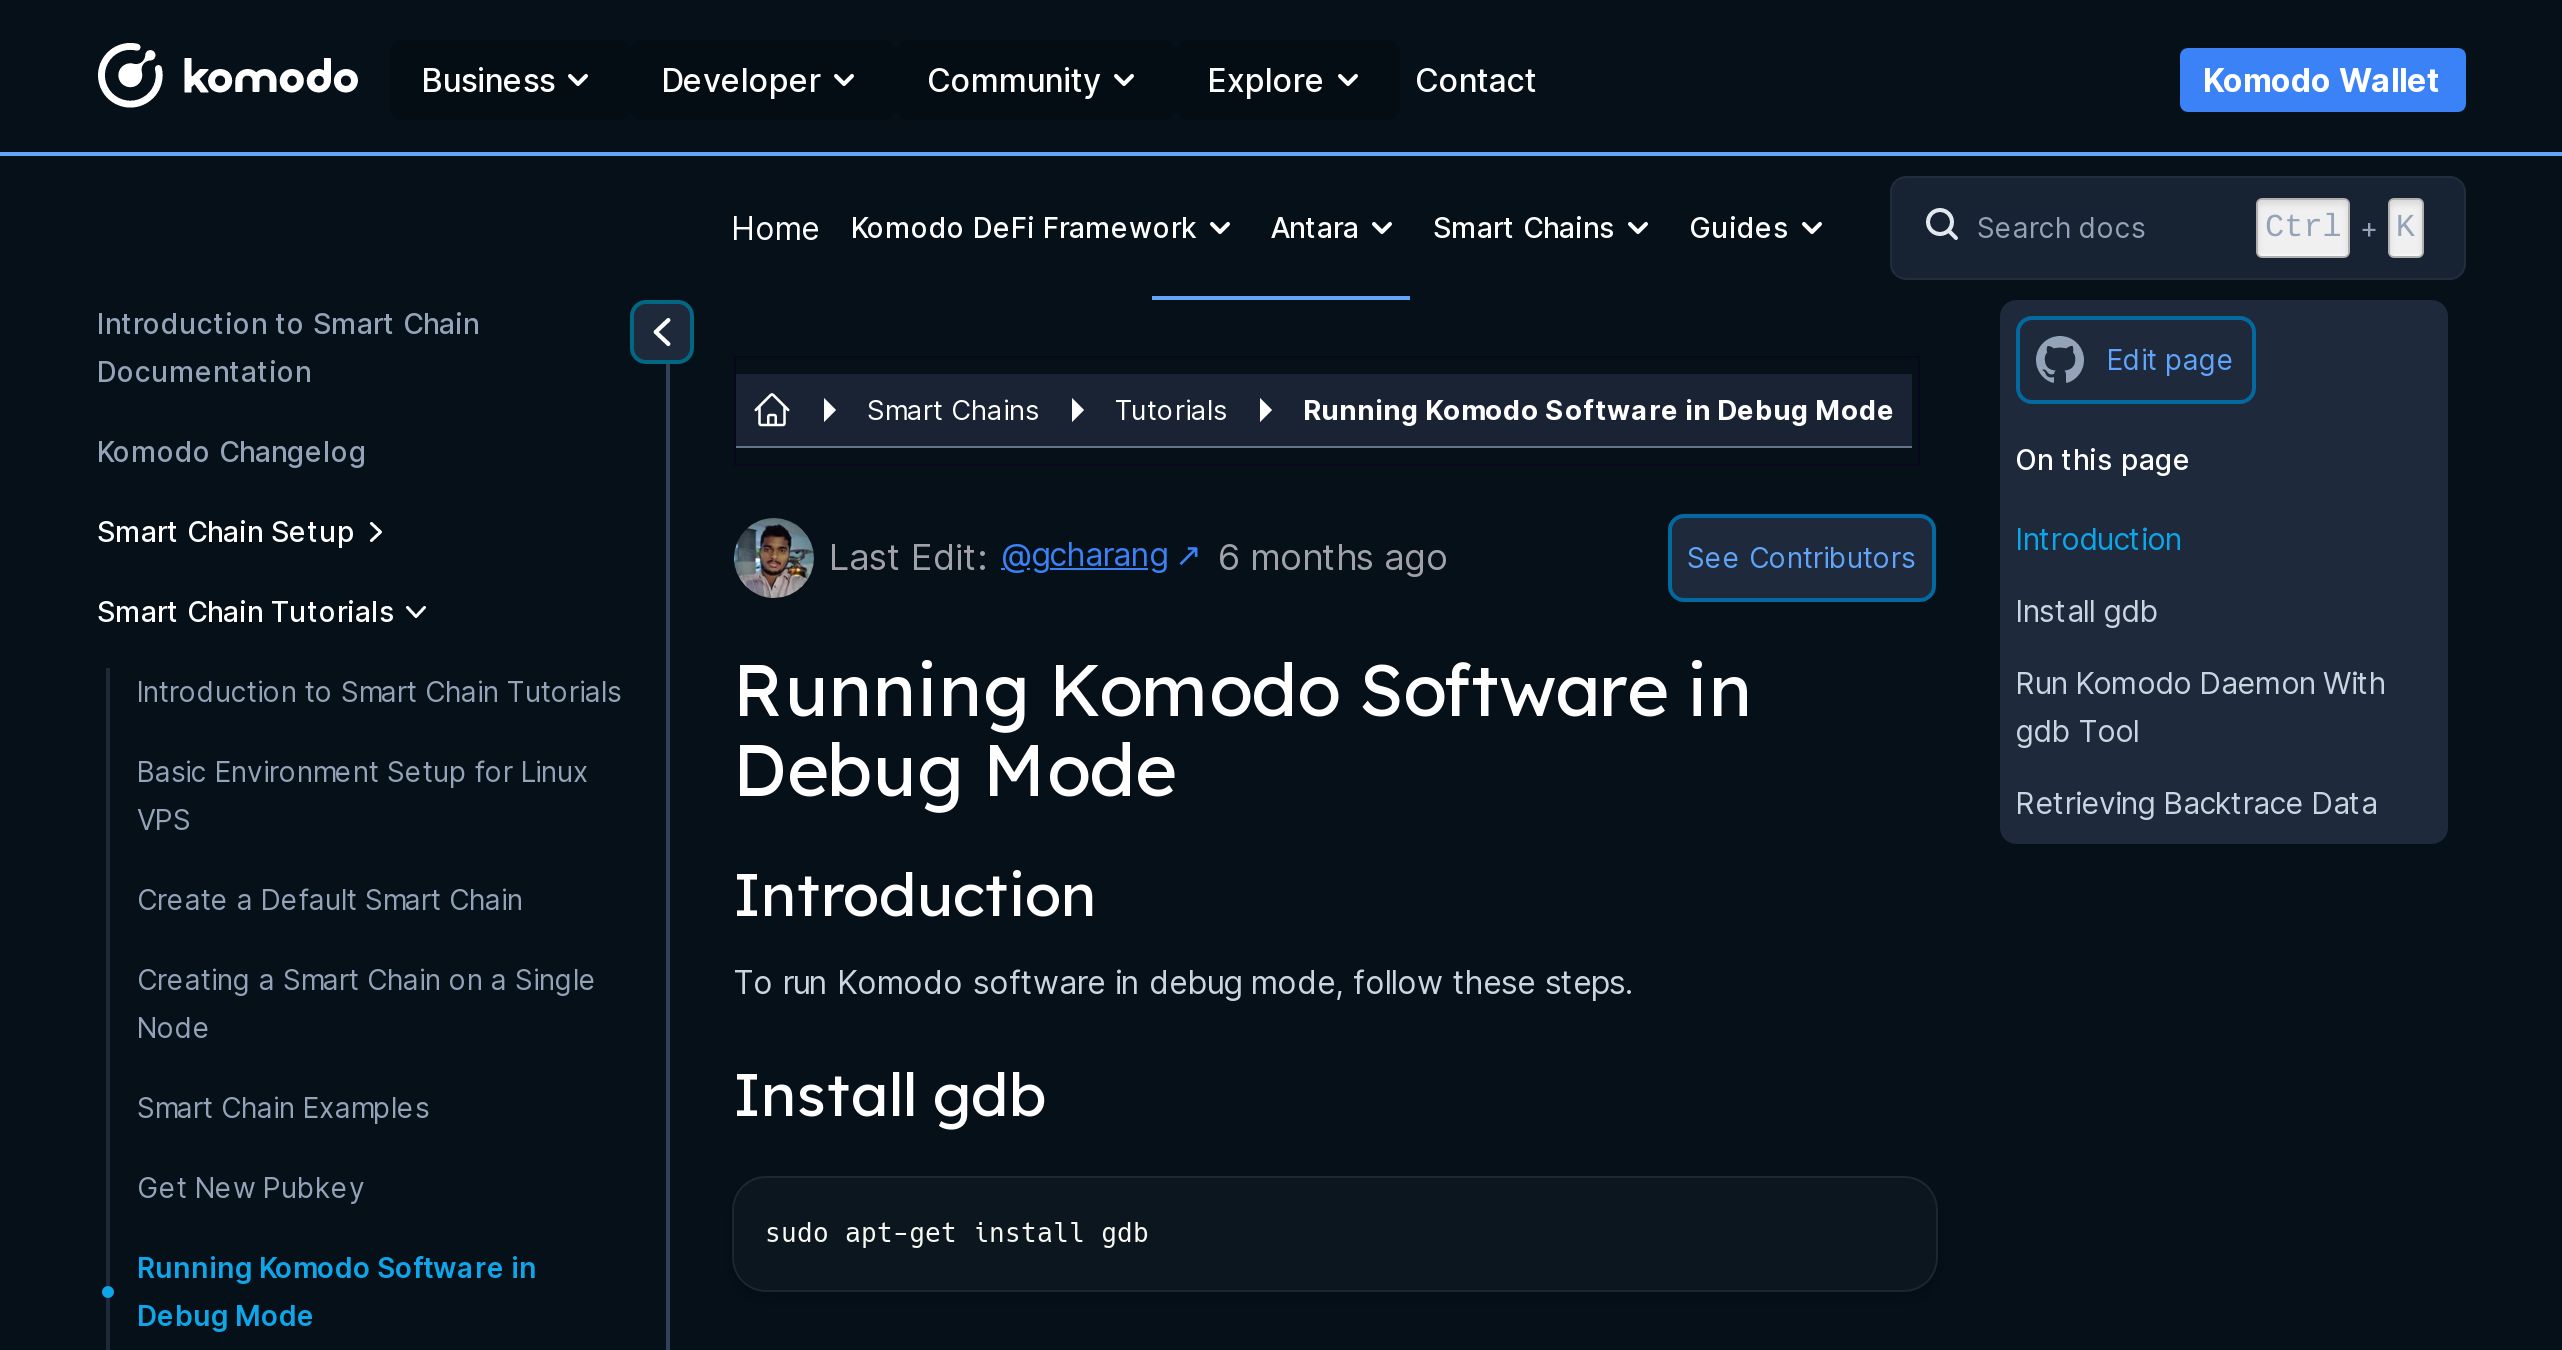 komodo
Business
Developer
Community
Explore
Contact
Komodo Wallet
Home
Komodo DeFi Framework
Antara
Smart Chains
Guides
Search docs
Ctrl + K
Introduction to Smart Chain
Documentation
Komodo Changelog
Smart Chain Setup
Smart Chain Tutorials
Introduction to Smart Chain Tutorials
Basic Environment Setup for Linux
VPS
Create a Default Smart Chain
Creating a Smart Chain on a Single
Node
Smart Chain Examples
Get New Pubkey
Running Komodo Software in
Debug Mode
Smart Chains
Tutorials
Running Komodo Software in Debug Mode
Last Edit: @gcharang ↗ 6 months ago
See Contributors
Running Komodo Software in
Debug Mode
Introduction
To run Komodo software in debug mode, follow these steps.
Install gdb
sudo apt-get install gdb
Edit page
On this page
Introduction
Install gdb
Run Komodo Daemon With
gdb Tool
Retrieving Backtrace Data